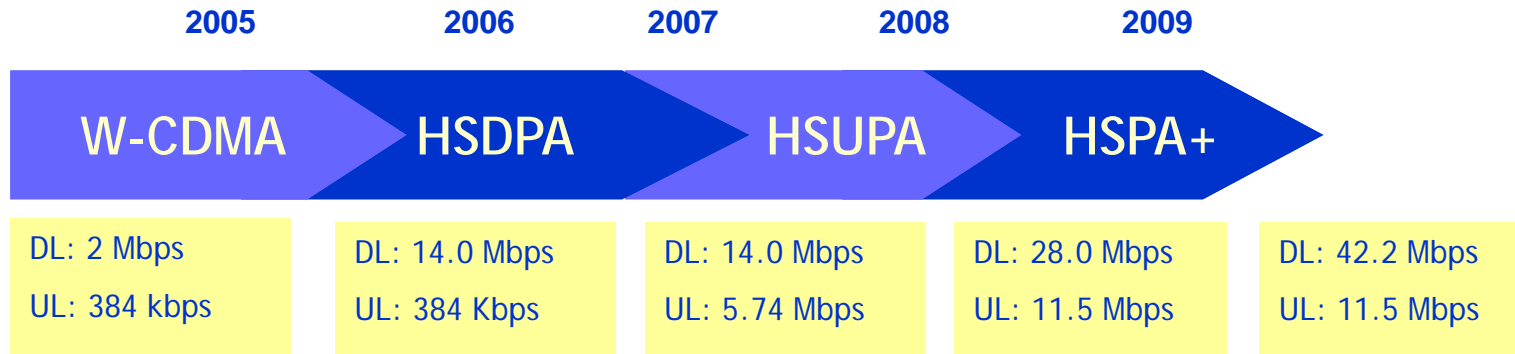 2005 2006 2007 2008 2009
W-CDMA HSDPA HSUPA HSPA+
DL: 2 Mbps
UL: 384 kbps
DL: 14.0 Mbps
UL: 384 Kbps
DL: 14.0 Mbps
UL: 5.74 Mbps
DL: 28.0 Mbps
UL: 11.5 Mbps
DL: 42.2 Mbps
UL: 11.5 Mbps